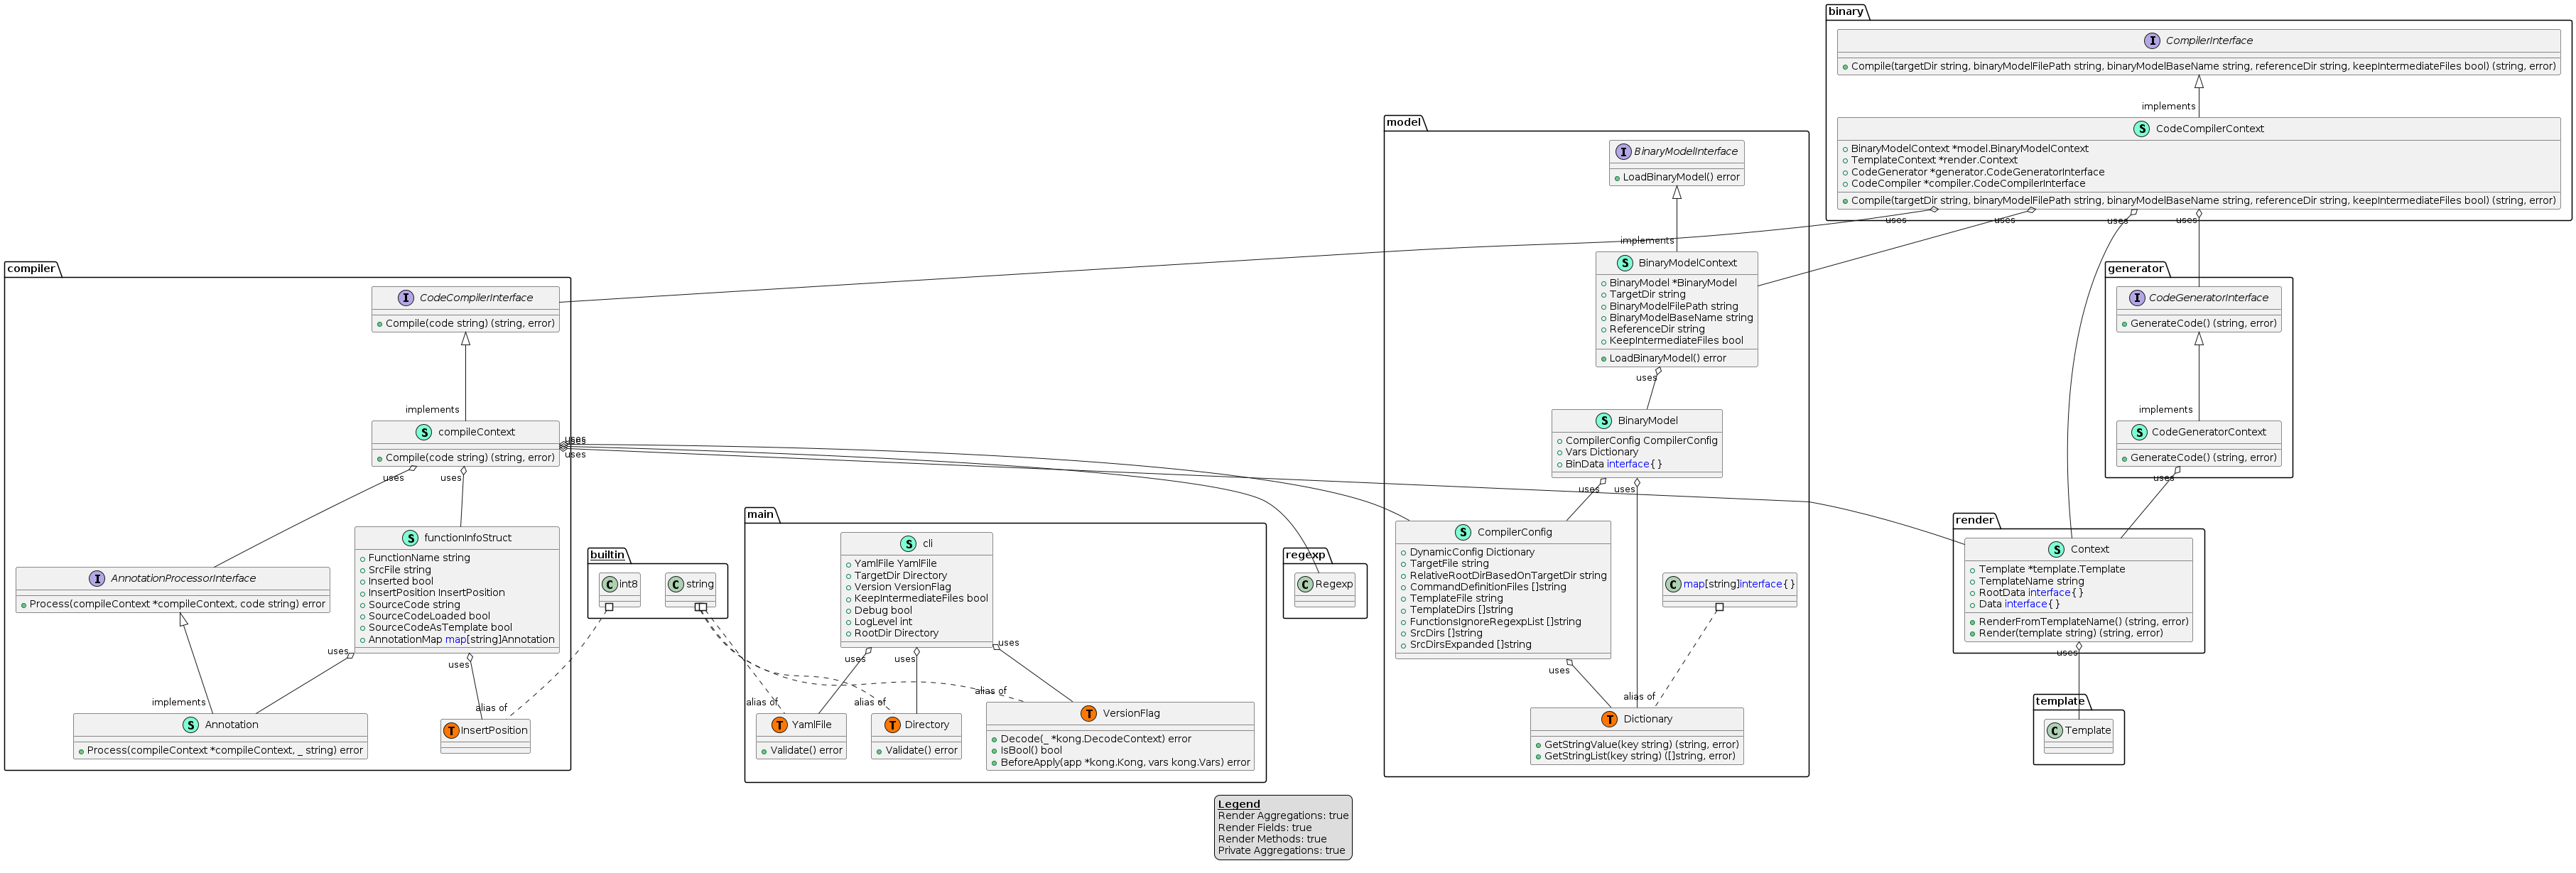 binary
I CompilerInterface
Compile(targetDir string, binaryModelFilePath string, binaryModelBaseName string, referenceDir string, keepIntermediateFiles bool) (string, error)
implements
S CodeCompilerContext
BinaryModelContext *model.BinaryModelContext
TemplateContext *render.Context
CodeGenerator *generator.CodeGeneratorInterface
CodeCompiler *compiler.CodeCompilerInterface
Compile(targetDir string, binaryModelFilePath string, binaryModelBaseName string, referenceDir string, keepIntermediateFiles bool) (string, error)
uses
uses
uses
uses
model
I BinaryModelInterface
LoadBinaryModel() error
implements
S BinaryModelContext
BinaryModel *BinaryModel
TargetDir string
BinaryModelFilePath string
BinaryModelBaseName string
ReferenceDir string
KeepIntermediateFiles bool
LoadBinaryModel() error
uses
S BinaryModel
CompilerConfig CompilerConfig
Vars Dictionary
BinData interface{}
uses
uses
S CompilerConfig
DynamicConfig Dictionary
TargetFile string
RelativeRootDirBasedOnTargetDir string
CommandDefinitionFiles []string
TemplateFile string
TemplateDirs []string
FunctionsIgnoreRegexpList []string
SrcDirs []string
SrcDirsExpanded []string
uses
C map[string]interface{}
alias of
T Dictionary
GetStringValue(key string) (string, error)
GetStringList(key string) ([]string, error)
compiler
I CodeCompilerInterface
Compile(code string) (string, error)
implements
S compileContext
Compile(code string) (string, error)
uses
uses
uses
uses
uses
S functionInfoStruct
FunctionName string
SrcFile string
Inserted bool
InsertPosition InsertPosition
SourceCode string
SourceCodeLoaded bool
SourceCodeAsTemplate bool
AnnotationMap map[string]Annotation
uses
uses
I AnnotationProcessorInterface
Process(compileContext *compileContext, code string) error
implements
S Annotation
Process(compileContext *compileContext, _ string) error
alias of
T InsertPosition
builtin
C int8
C string
main
S cli
YamlFile YamlFile
TargetDir Directory
Version VersionFlag
KeepIntermediateFiles bool
Debug bool
LogLevel int
RootDir Directory
uses
uses
uses
alias of
alias of
alias of
T YamlFile
Validate() error
T Directory
Validate() error
T VersionFlag
Decode(_ *kong.DecodeContext) error
IsBool() bool
BeforeApply(app *kong.Kong, vars kong.Vars) error
regexp
C Regexp
generator
I CodeGeneratorInterface
GenerateCode() (string, error)
implements
S CodeGeneratorContext
GenerateCode() (string, error)
uses
render
S Context
Template *template.Template
TemplateName string
RootData interface{}
Data interface{}
RenderFromTemplateName() (string, error)
Render(template string) (string, error)
uses
template
C Template
Legend
Render Aggregations: true
Render Fields: true
Render Methods: true
Private Aggregations: true